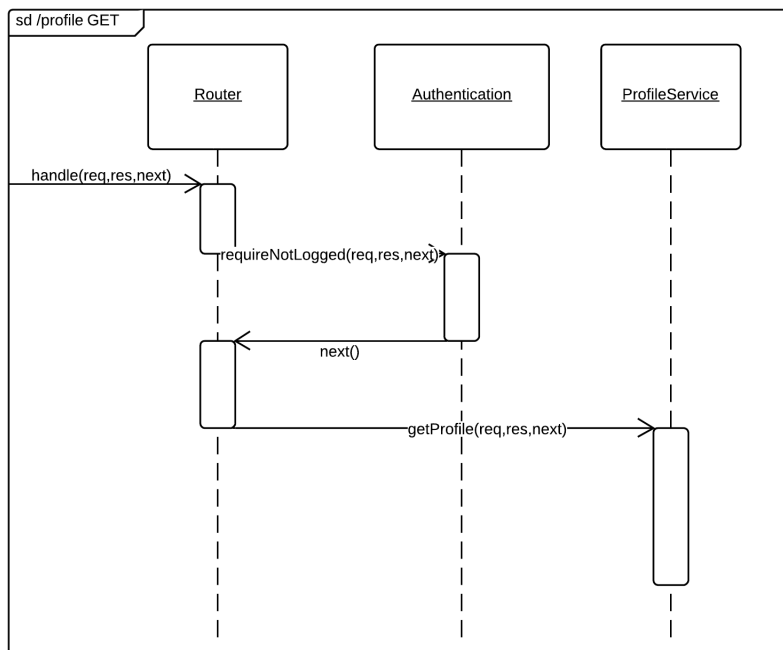 sd /profile GET
Router
Authentication
ProfileService
handle(req,res,next)
requireNotLogged(req,res,next)
next()
getProfile(req,res,next)